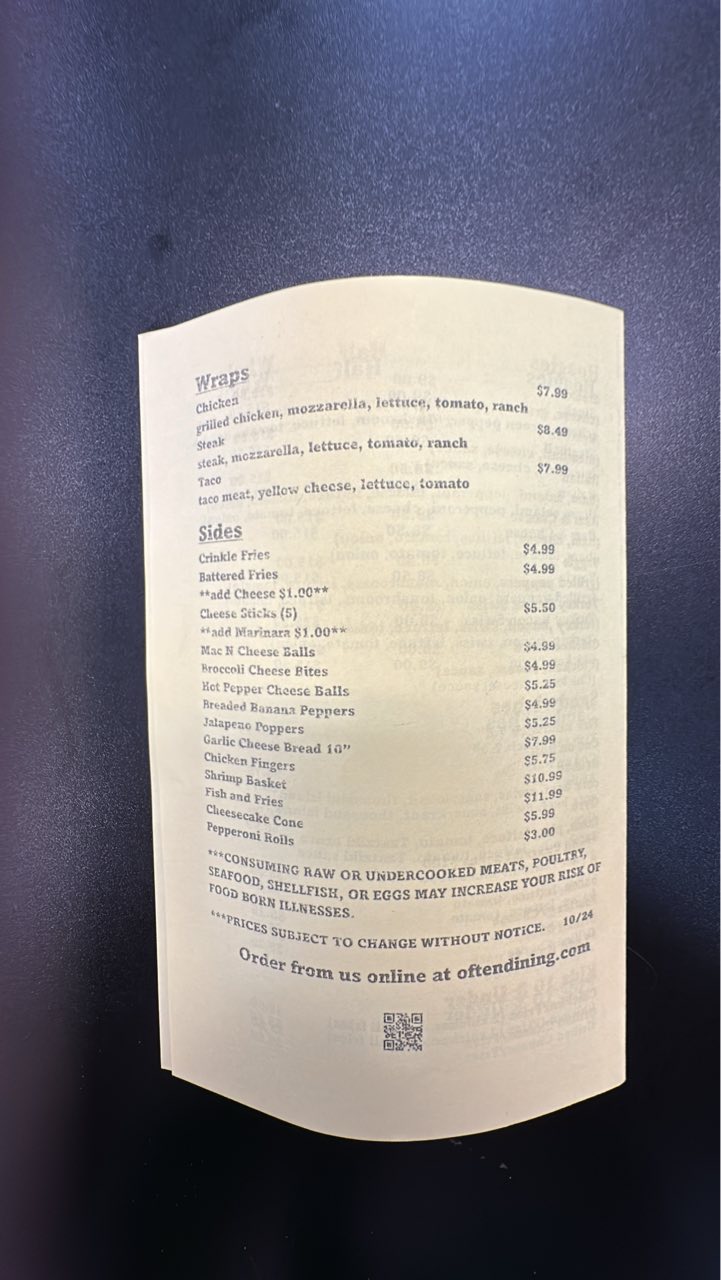 Wraps
Chicken $7.99
grilled chicken, mozzarella, lettuce, tomato, ranch
Steak $8.49
steak, mozzarella, lettuce, tomato, ranch
Taco $7.99
taco meat, yellow cheese, lettuce, tomato
Sides
Crinkle Fries $4.99
Battered Fries $4.99
**add Cheese $1.00**
Cheese Sticks (5) $5.50
**add Marinara $1.00**
Mac N Cheese Balls $4.99
Broccoli Cheese Bites $4.99
Hot Pepper Cheese Balls $5.25
Breaded Banana Peppers $4.99
Jalapeno Poppers $5.25
Garlic Cheese Bread 10" $7.99
Chicken Fingers $5.75
Shrimp Basket $10.99
Fish and Fries $11.99
Cheesecake Cone $5.99
Pepperoni Rolls $3.00
***CONSUMING RAW OR UNDERCOOKED MEATS, POULTRY,
SEAFOOD, SHELLFISH, OR EGGS MAY INCREASE YOUR RISK OF
FOOD BORN ILLNESSES.
***PRICES SUBJECT TO CHANGE WITHOUT NOTICE. 10/24
Order from us online at oftendining.com